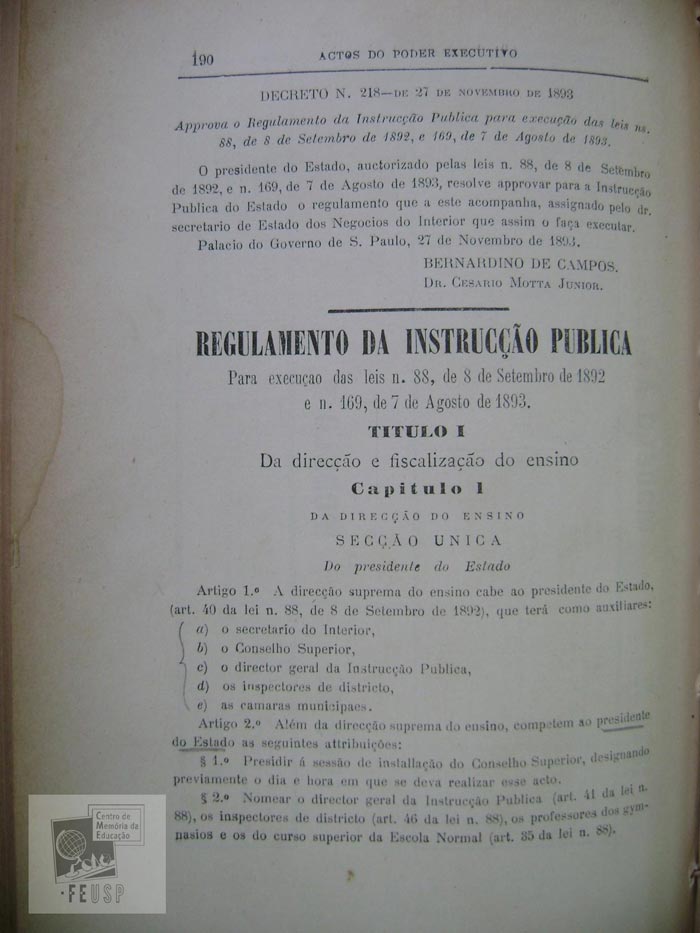 190 ACTOS DO PODER EXECUTIVO
DECRETO N. 218—DE 27 DE NOVEMBRO DE 1893
Approva o Regulamento da Instrucção Publica para execução das leis ns.
88, de 8 de Setembro de 1892, e 169, de 7 de Agosto de 1893.
O presidente do Estado, auctorizado pelas leis n. 88, de 8 de Setembro
de 1892, e n. 169, de 7 de Agosto de 1893, resolve approvar para a Instrucção
Publica do Estado o regulamento que a este acompanha, assignado pelo dr.
secretario de Estado dos Negocios do Interior que assim o faça executar.
Palacio do Governo de S. Paulo, 27 de Novembro de 1893.
BERNARDINO DE CAMPOS.
DR. CESARIO MOTTA JUNIOR.
REGULAMENTO DA INSTRUCÇÃO PUBLICA
Para execuçao das leis n. 88, de 8 de Setembro de 1892
e n. 169, de 7 de Agosto de 1893.
TITULO I
Da direcção e fiscalização do ensino
Capitulo I
DA DIRECÇÃO DO ENSINO
SECÇÃO UNICA
Do presidente do Estado
Artigo 1.º A direcção suprema do ensino cabe ao presidente do Estado,
(art. 40 da lei n. 88, de 8 de Setembro de 1892), que terá como auxiliares:
a) o secretario do Interior,
b) o Conselho Superior,
c) o director geral da Instrucção Publica,
d) os inspectores de districto,
e) as camaras municipaes.
Artigo 2.º Além da direcção suprema do ensino, competem ao presidente
do Estado as seguintes attribuições:
§ 1.º Presidir á sessão de installação do Conselho Superior, designando
previamente o dia e hora em que se deva realizar esse acto.
§ 2.º Nomear o director geral da Instrucção Publica (art. 41 da lei n.
88), os inspectores de districto (art. 46 da lei n. 88), os professores dos gym-
nasios e os do curso superior da Escola Normal (art. 35 da lei n. 88).
Centro de
Memória da
Educação
·FEUSP